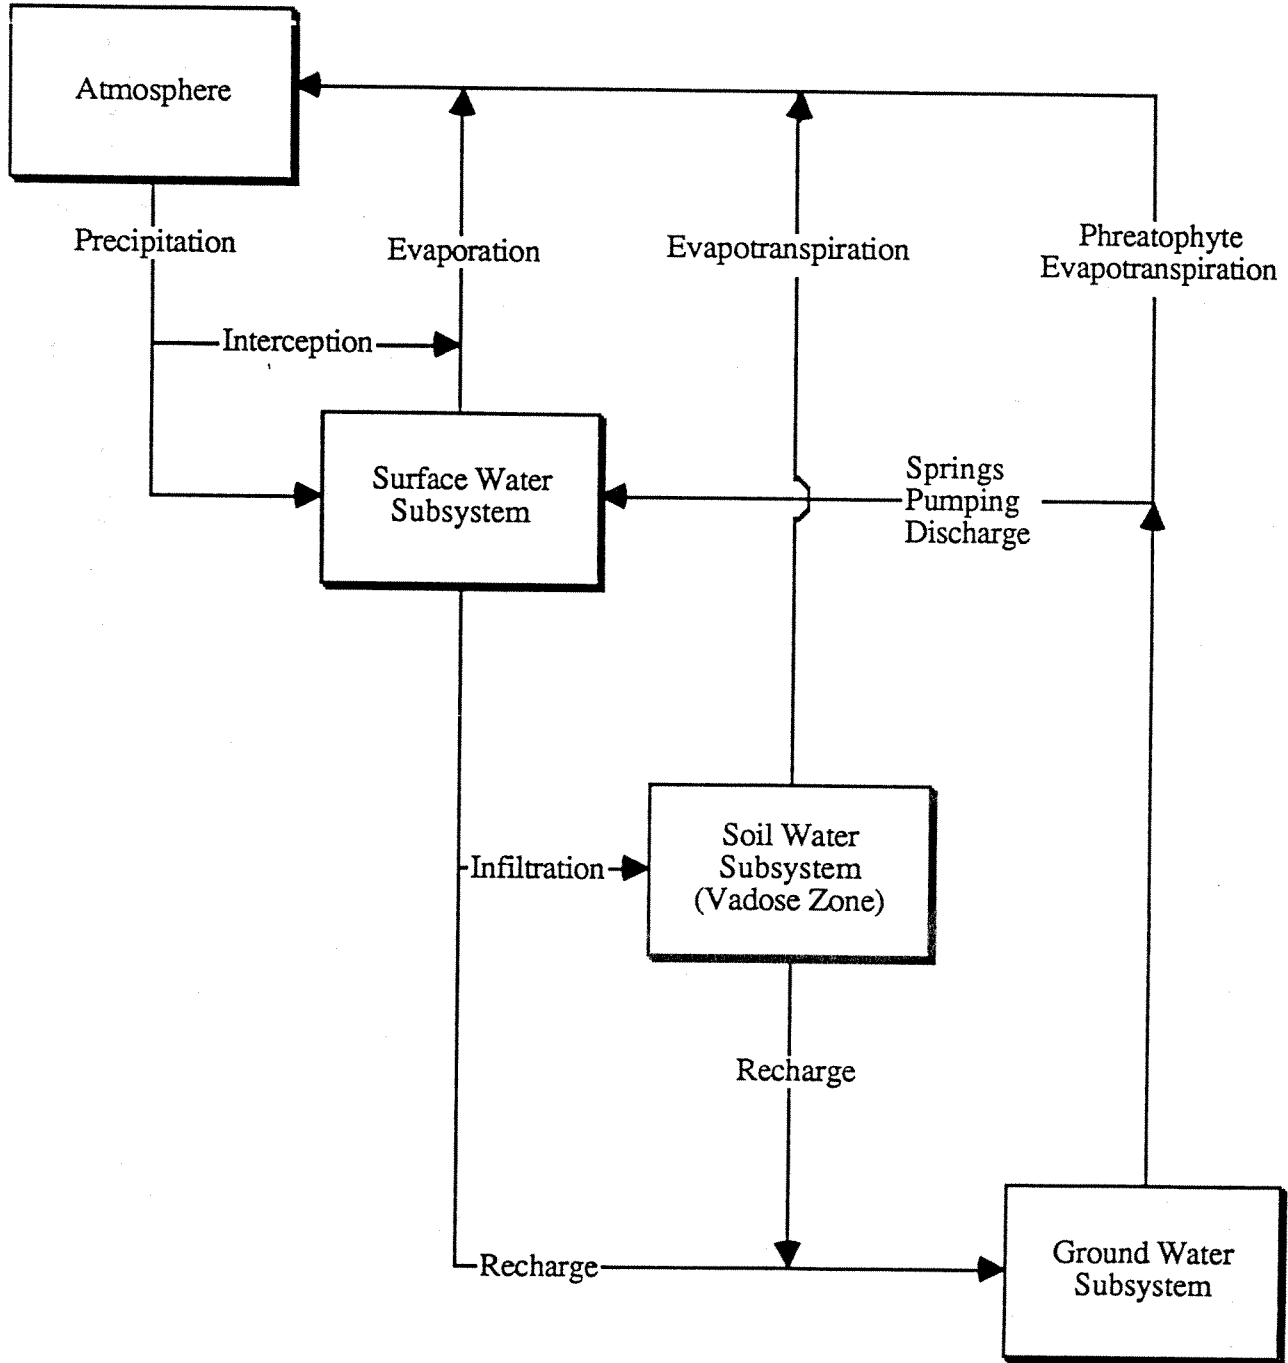 Atmosphere
Precipitation
Evaporation
Evapotranspiration
Phreatophyte
Evapotranspiration
Interception
Surface Water
Subsystem
Springs
Pumping
Discharge
Infiltration
Soil Water
Subsystem
(Vadose Zone)
Recharge
Recharge
Ground Water
Subsystem